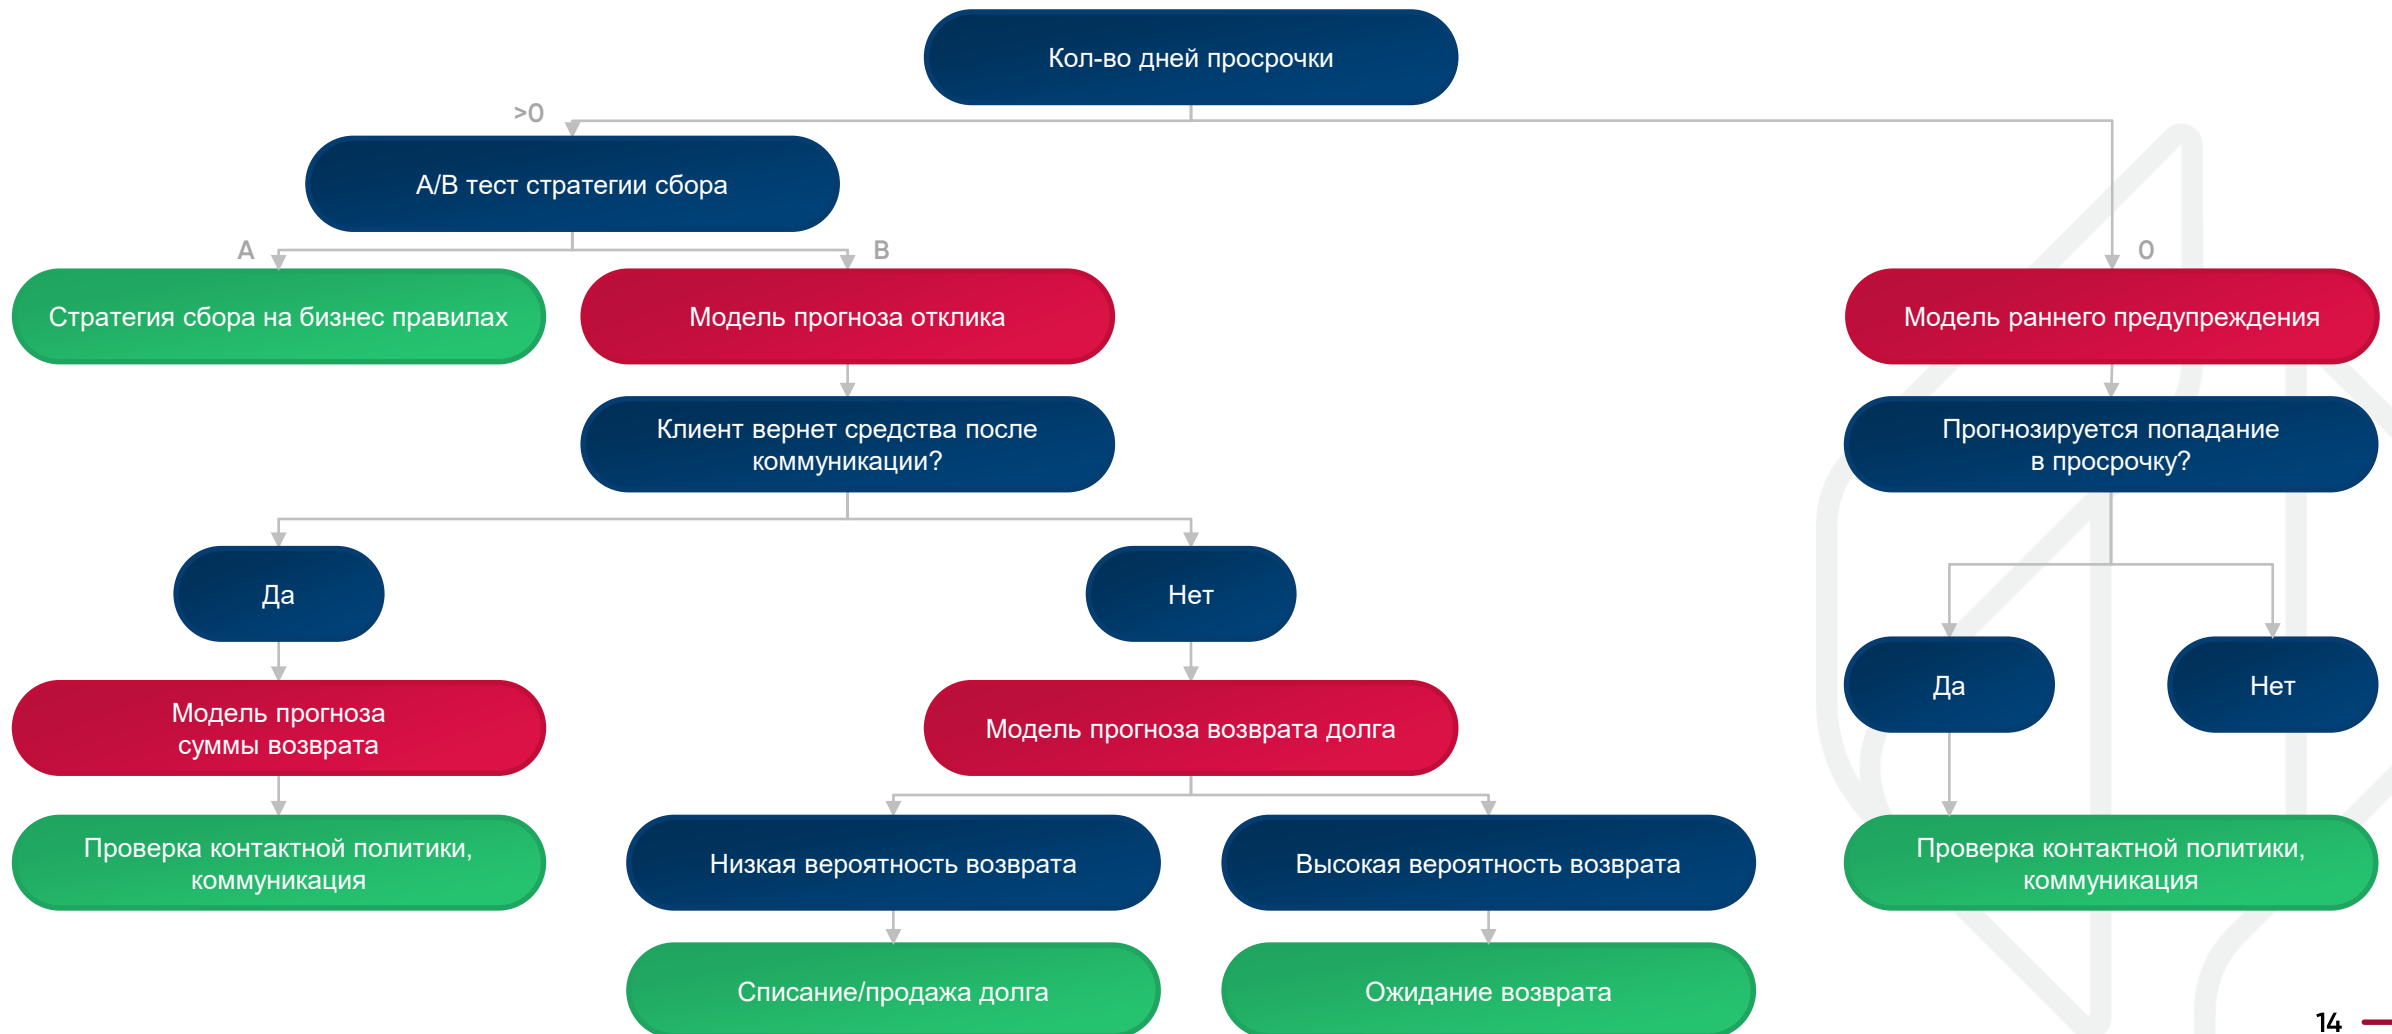 Кол-во дней просрочки
>0
А/В тест стратегии сбора
А
В
0
Стратегия сбора на бизнес правилах
Модель прогноза отклика
Модель раннего предупреждения
Клиент вернет средства после
коммуникации?
Прогнозируется попадание
в просрочку?
Да
Нет
Да
Нет
Модель прогноза
суммы возврата
Модель прогноза возврата долга
Проверка контактной политики,
коммуникация
Низкая вероятность возврата
Высокая вероятность возврата
Проверка контактной политики,
коммуникация
Списание/продажа долга
Ожидание возврата
14